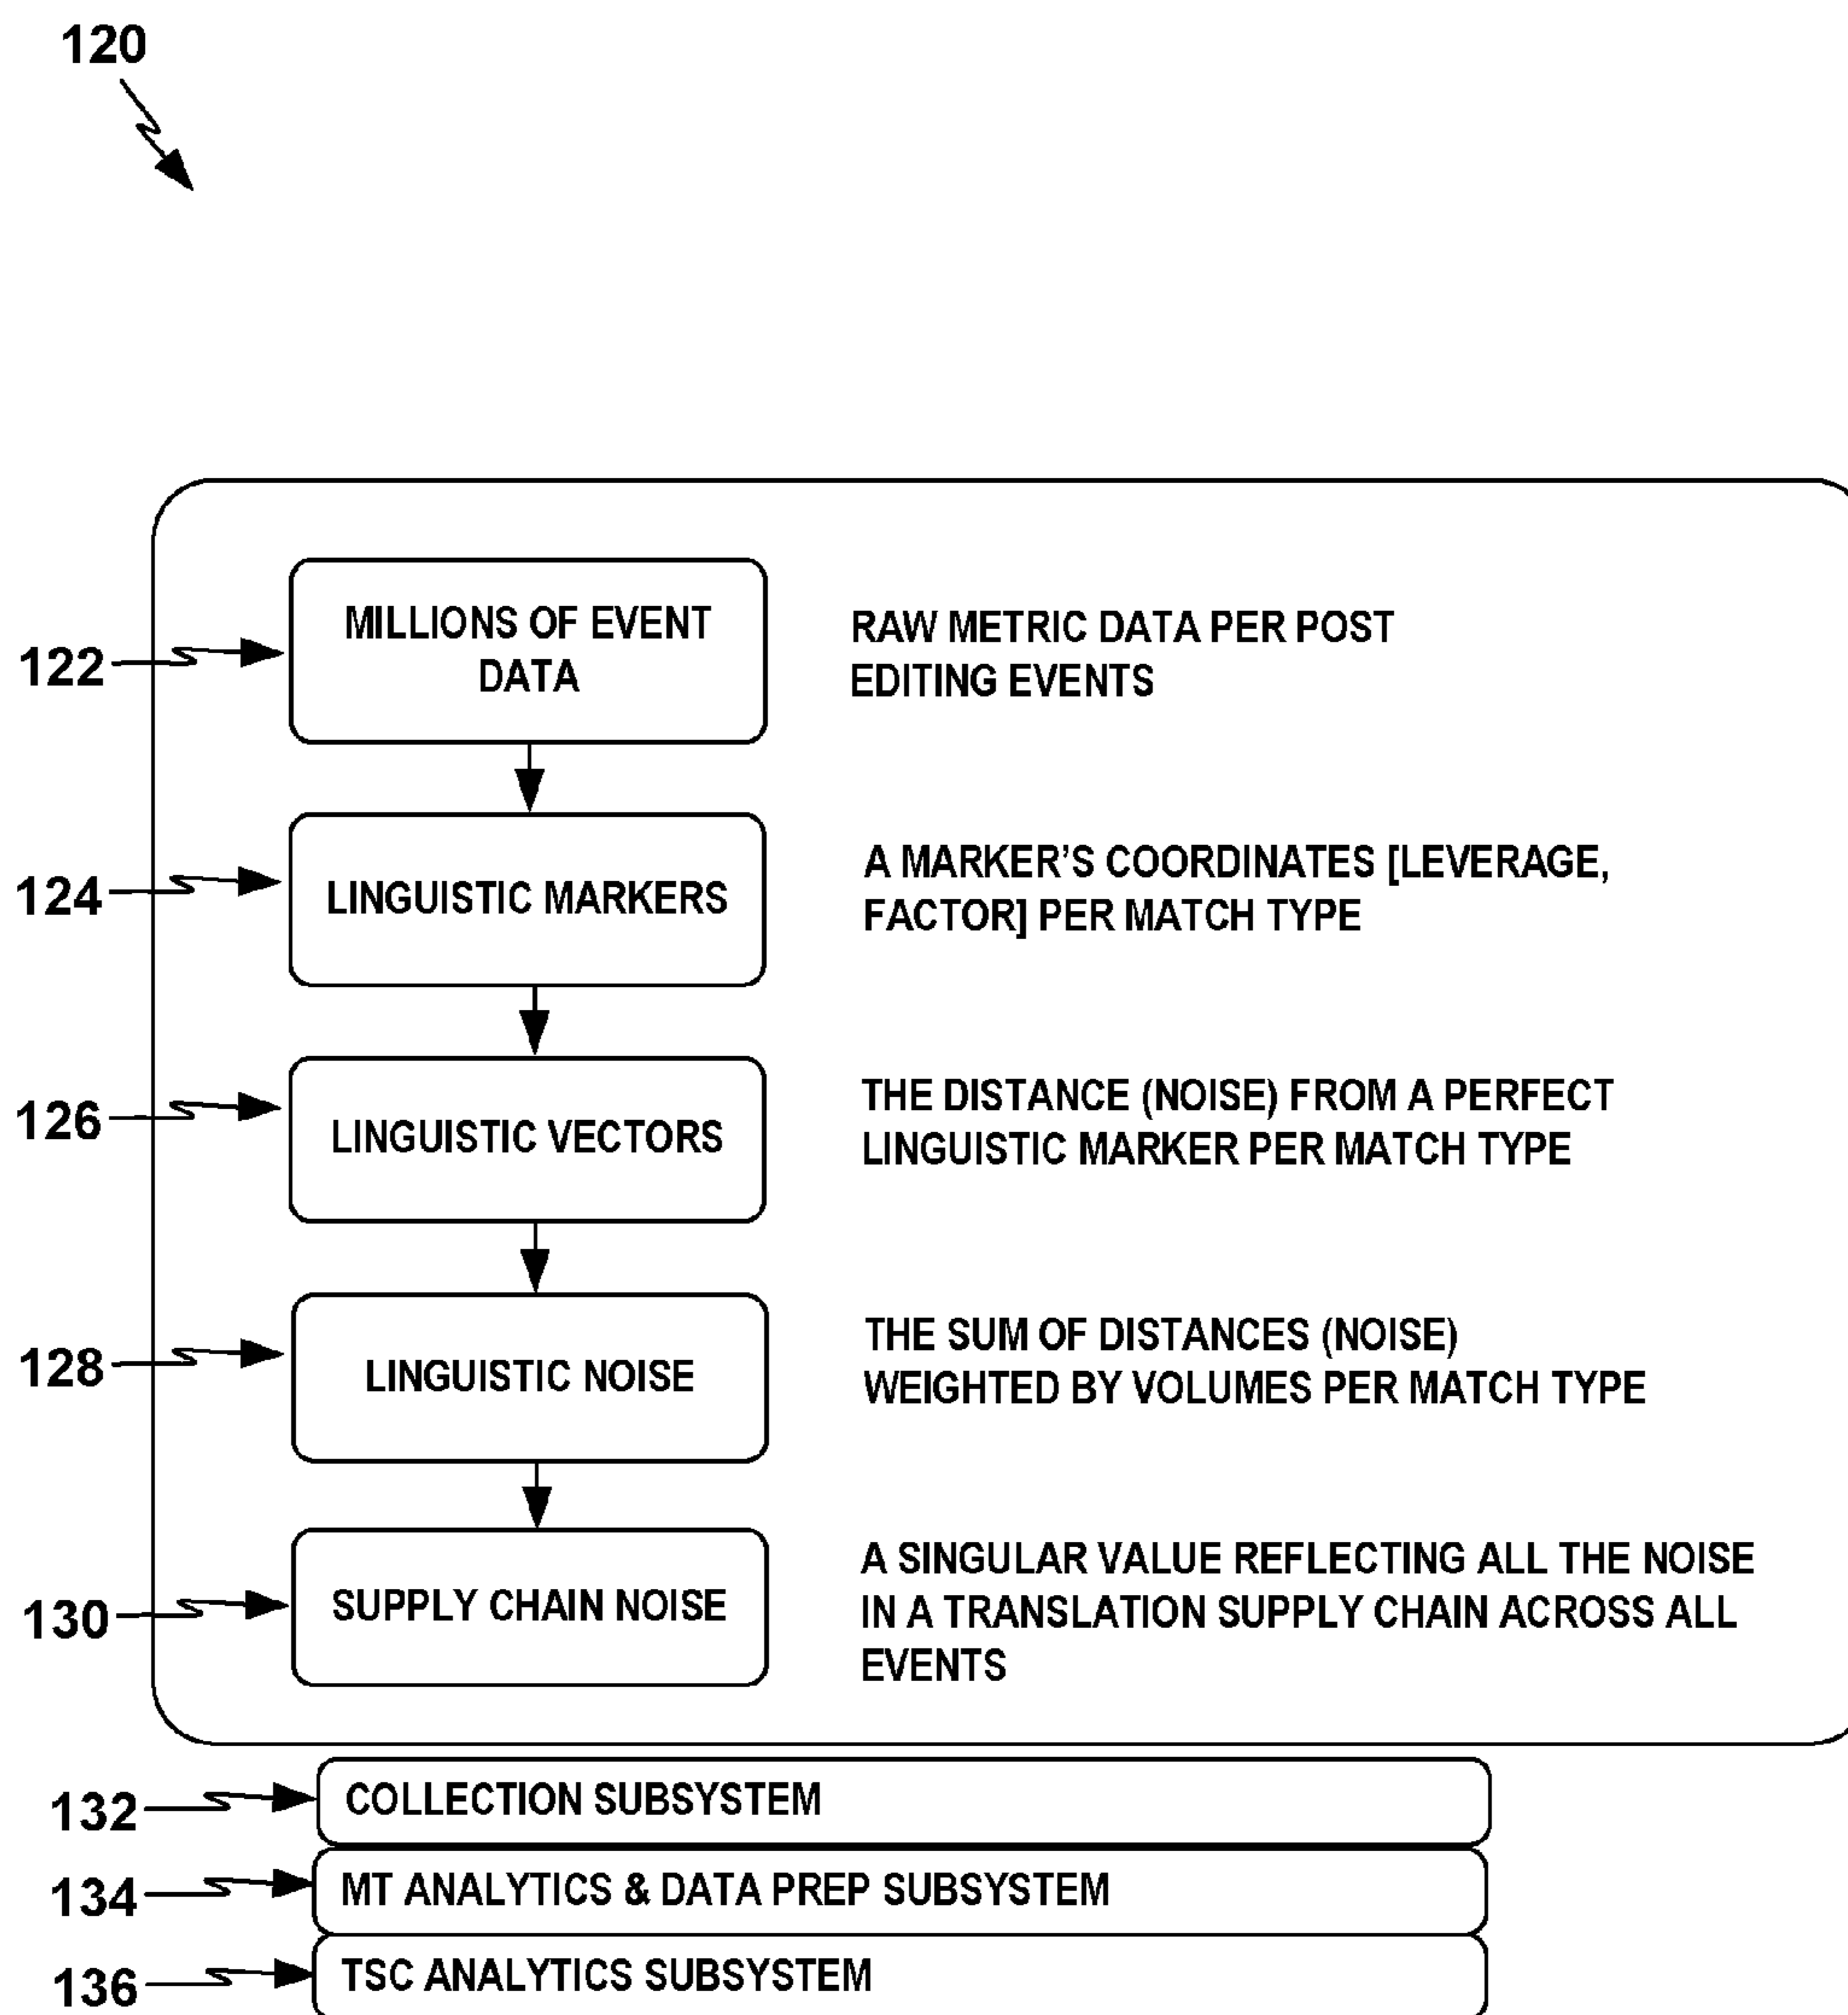 120
122
MILLIONS OF EVENT
DATA
RAW METRIC DATA PER POST
EDITING EVENTS
124
LINGUISTIC MARKERS
A MARKER'S COORDINATES [LEVERAGE,
FACTOR] PER MATCH TYPE
126
LINGUISTIC VECTORS
THE DISTANCE (NOISE) FROM A PERFECT
LINGUISTIC MARKER PER MATCH TYPE
128
LINGUISTIC NOISE
THE SUM OF DISTANCES (NOISE)
WEIGHTED BY VOLUMES PER MATCH TYPE
130
SUPPLY CHAIN NOISE
A SINGULAR VALUE REFLECTING ALL THE NOISE
IN A TRANSLATION SUPPLY CHAIN ACROSS ALL
EVENTS
132
COLLECTION SUBSYSTEM
134
MT ANALYTICS & DATA PREP SUBSYSTEM
136
TSC ANALYTICS SUBSYSTEM